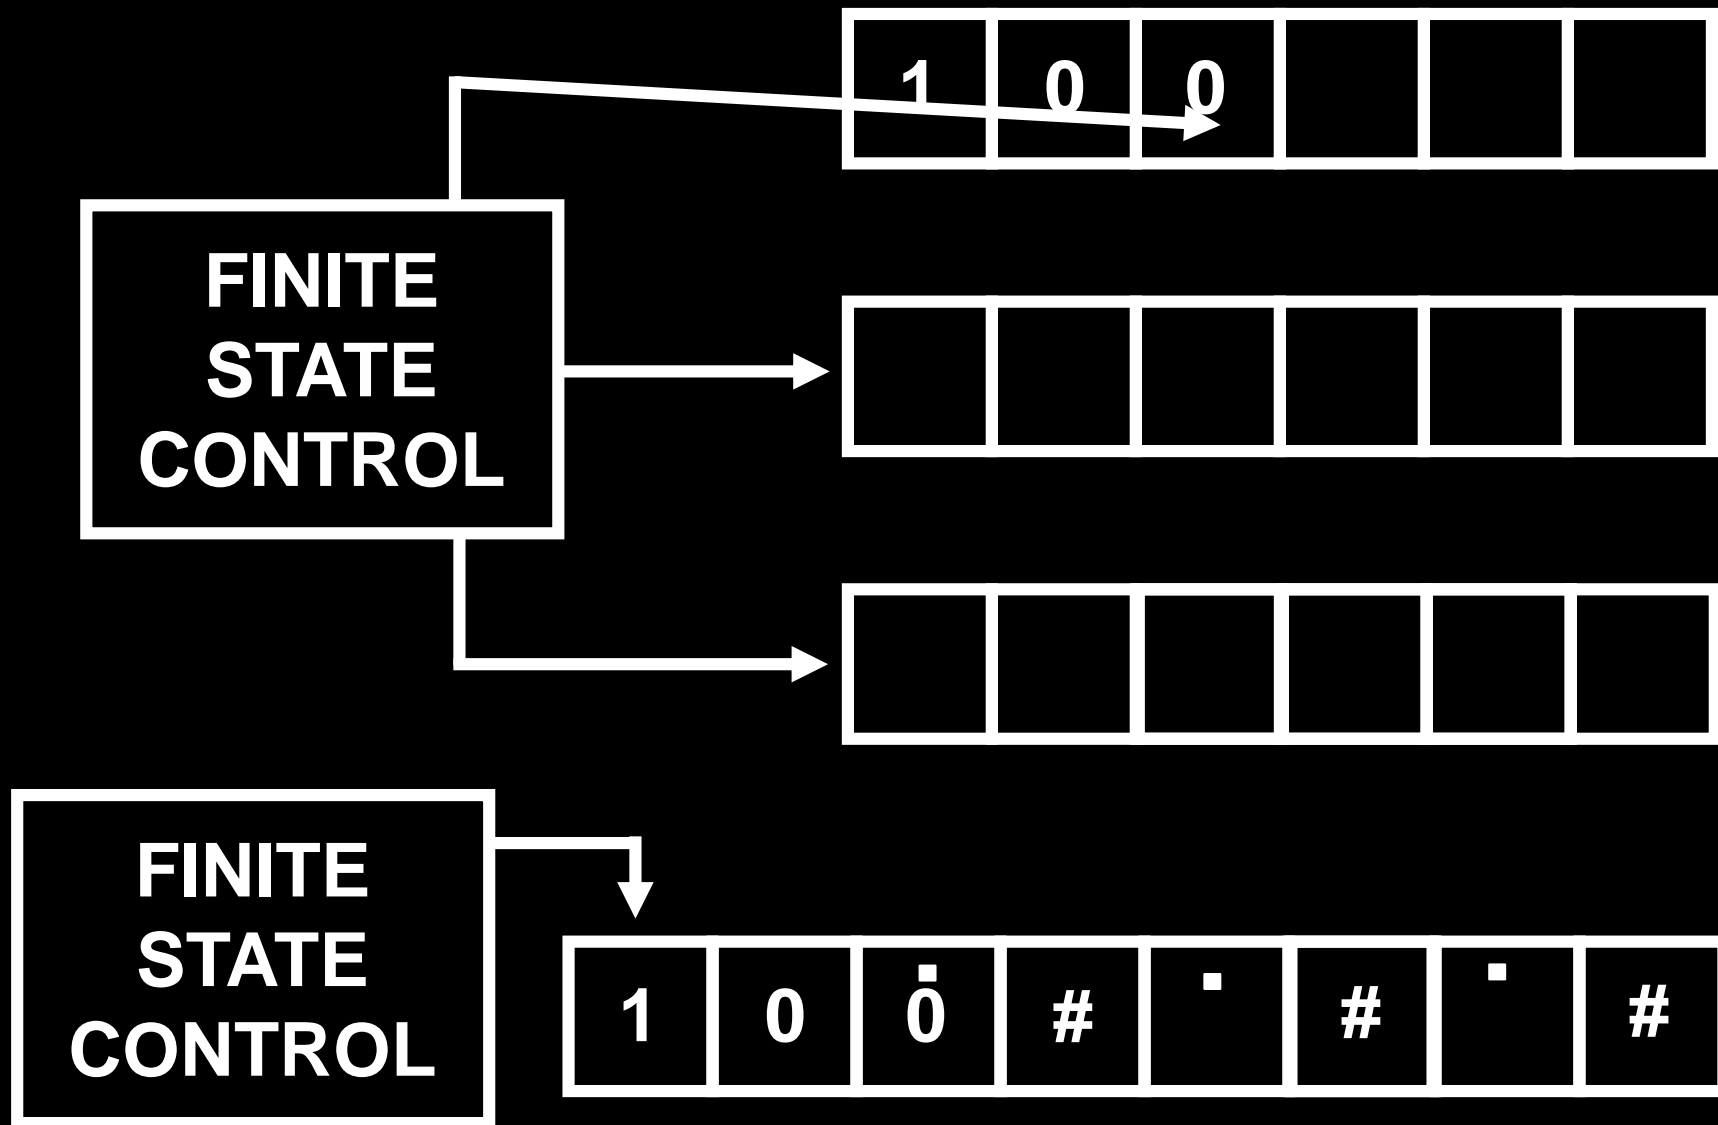 1 0 0
FINITE
STATE
CONTROL
FINITE
STATE
CONTROL
1 0 0̇ # ˙ # ˙ #